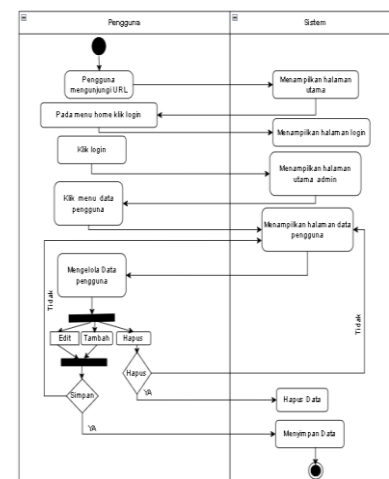 Pengguna
Sistem
Pengguna
mengunjungi URL
Menampilkan halaman
utama
Pada menu home klik login
Menampilkan halaman login
Klik login
Menampilkan halaman
utama admin
Klik menu data
pengguna
Menampilkan halaman data
pengguna
Mengelola Data
pengguna
Tidak
Tidak
Edit
Tambah
Hapus
Hapus
Simpan
YA
Hapus Data
YA
Menyimpan Data